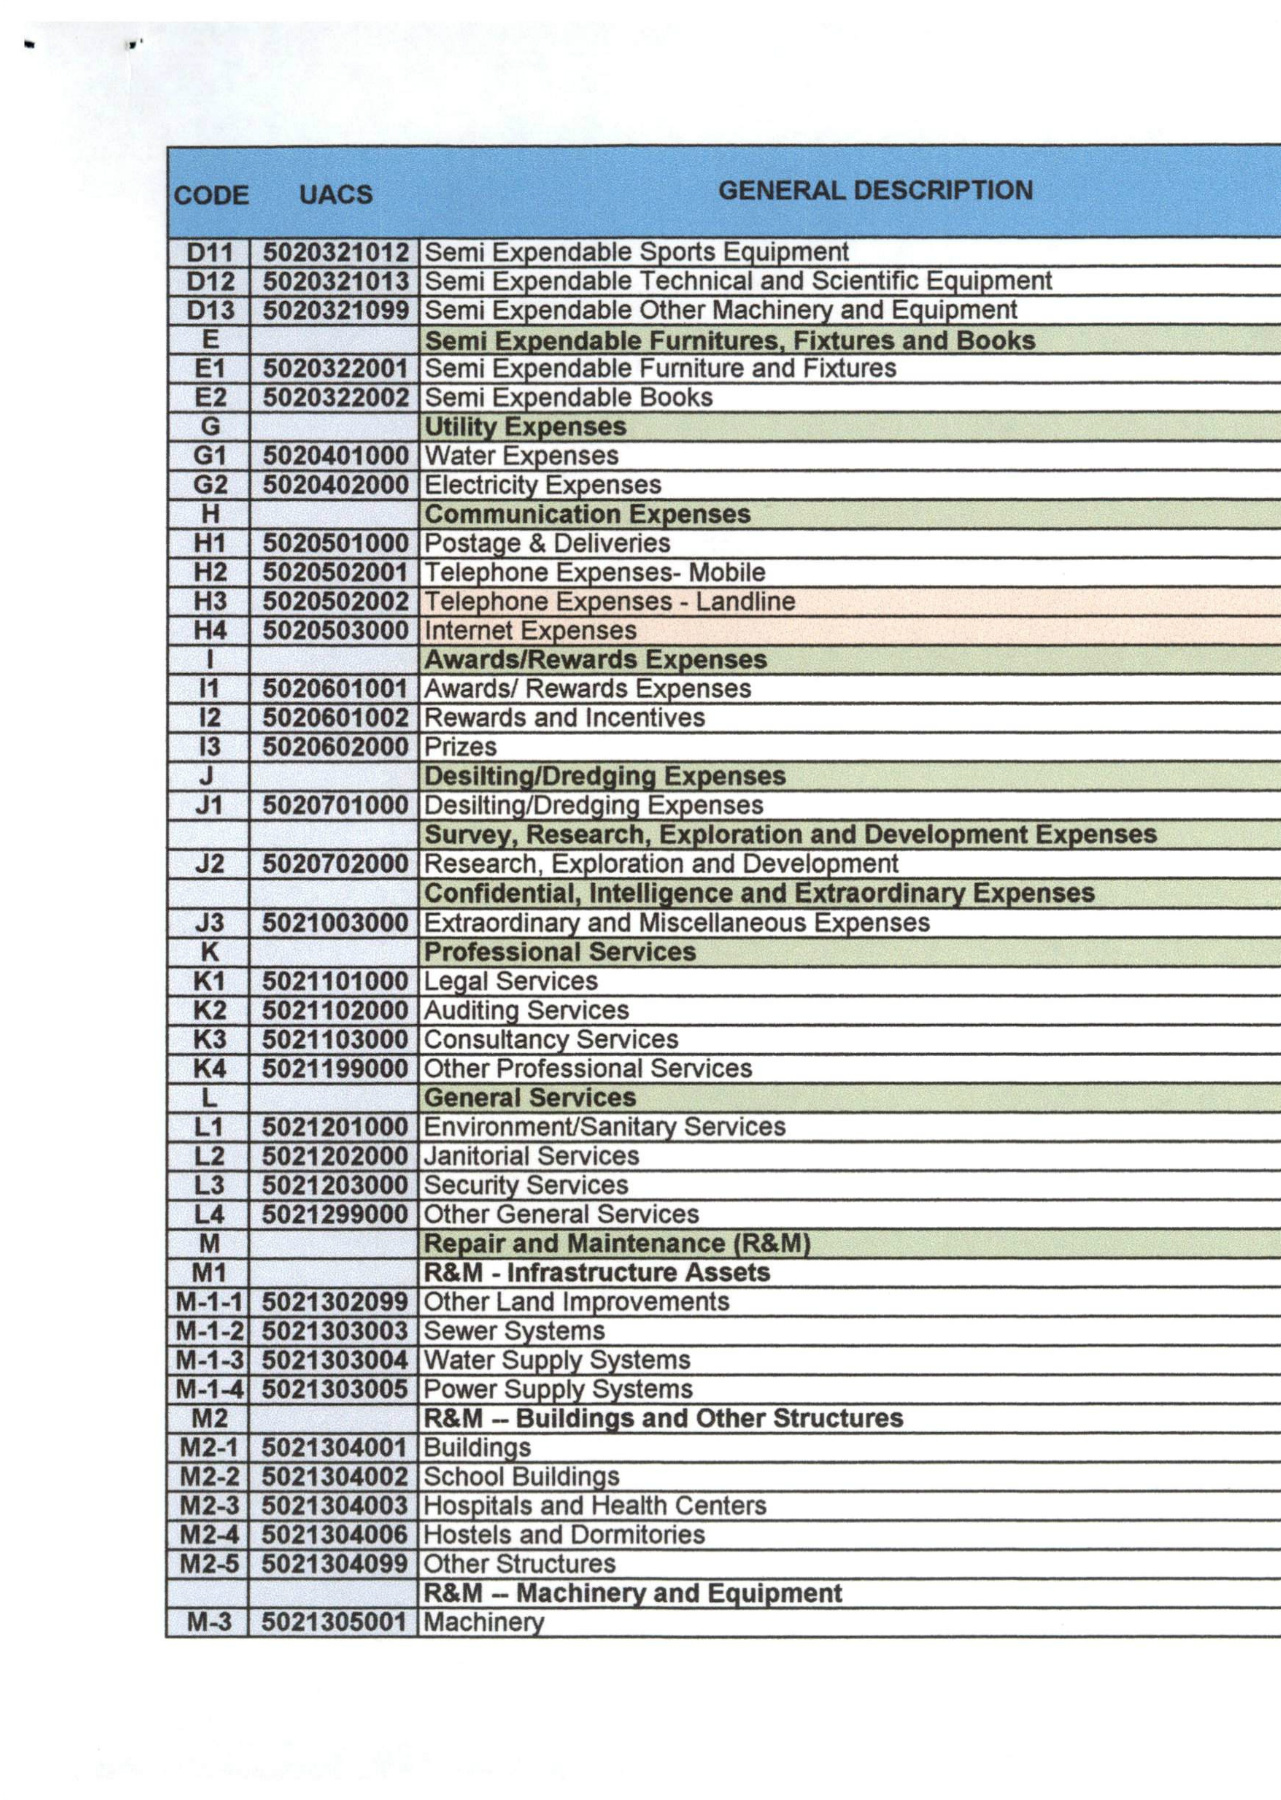 CODE UACS GENERAL DESCRIPTION
D11 5020321012 Semi Expendable Sports Equipment
D12 5020321013 Semi Expendable Technical and Scientific Equipment
D13 5020321099 Semi Expendable Other Machinery and Equipment
E Semi Expendable Furnitures, Fixtures and Books
E1 5020322001 Semi Expendable Furniture and Fixtures
E2 5020322002 Semi Expendable Books
G Utility Expenses
G1 5020401000 Water Expenses
G2 5020402000 Electricity Expenses
H Communication Expenses
H1 5020501000 Postage & Deliveries
H2 5020502001 Telephone Expenses- Mobile
H3 5020502002 Telephone Expenses - Landline
H4 5020503000 Internet Expenses
I Awards/Rewards Expenses
I1 5020601001 Awards/ Rewards Expenses
I2 5020601002 Rewards and Incentives
I3 5020602000 Prizes
J Desilting/Dredging Expenses
J1 5020701000 Desilting/Dredging Expenses
Survey, Research, Exploration and Development Expenses
J2 5020702000 Research, Exploration and Development
Confidential, Intelligence and Extraordinary Expenses
J3 5021003000 Extraordinary and Miscellaneous Expenses
K Professional Services
K1 5021101000 Legal Services
K2 5021102000 Auditing Services
K3 5021103000 Consultancy Services
K4 5021199000 Other Professional Services
L General Services
L1 5021201000 Environment/Sanitary Services
L2 5021202000 Janitorial Services
L3 5021203000 Security Services
L4 5021299000 Other General Services
M Repair and Maintenance (R&M)
M1 R&M - Infrastructure Assets
M-1-1 5021302099 Other Land Improvements
M-1-2 5021303003 Sewer Systems
M-1-3 5021303004 Water Supply Systems
M-1-4 5021303005 Power Supply Systems
M2 R&M -- Buildings and Other Structures
M2-1 5021304001 Buildings
M2-2 5021304002 School Buildings
M2-3 5021304003 Hospitals and Health Centers
M2-4 5021304006 Hostels and Dormitories
M2-5 5021304099 Other Structures
R&M -- Machinery and Equipment
M-3 5021305001 Machinery